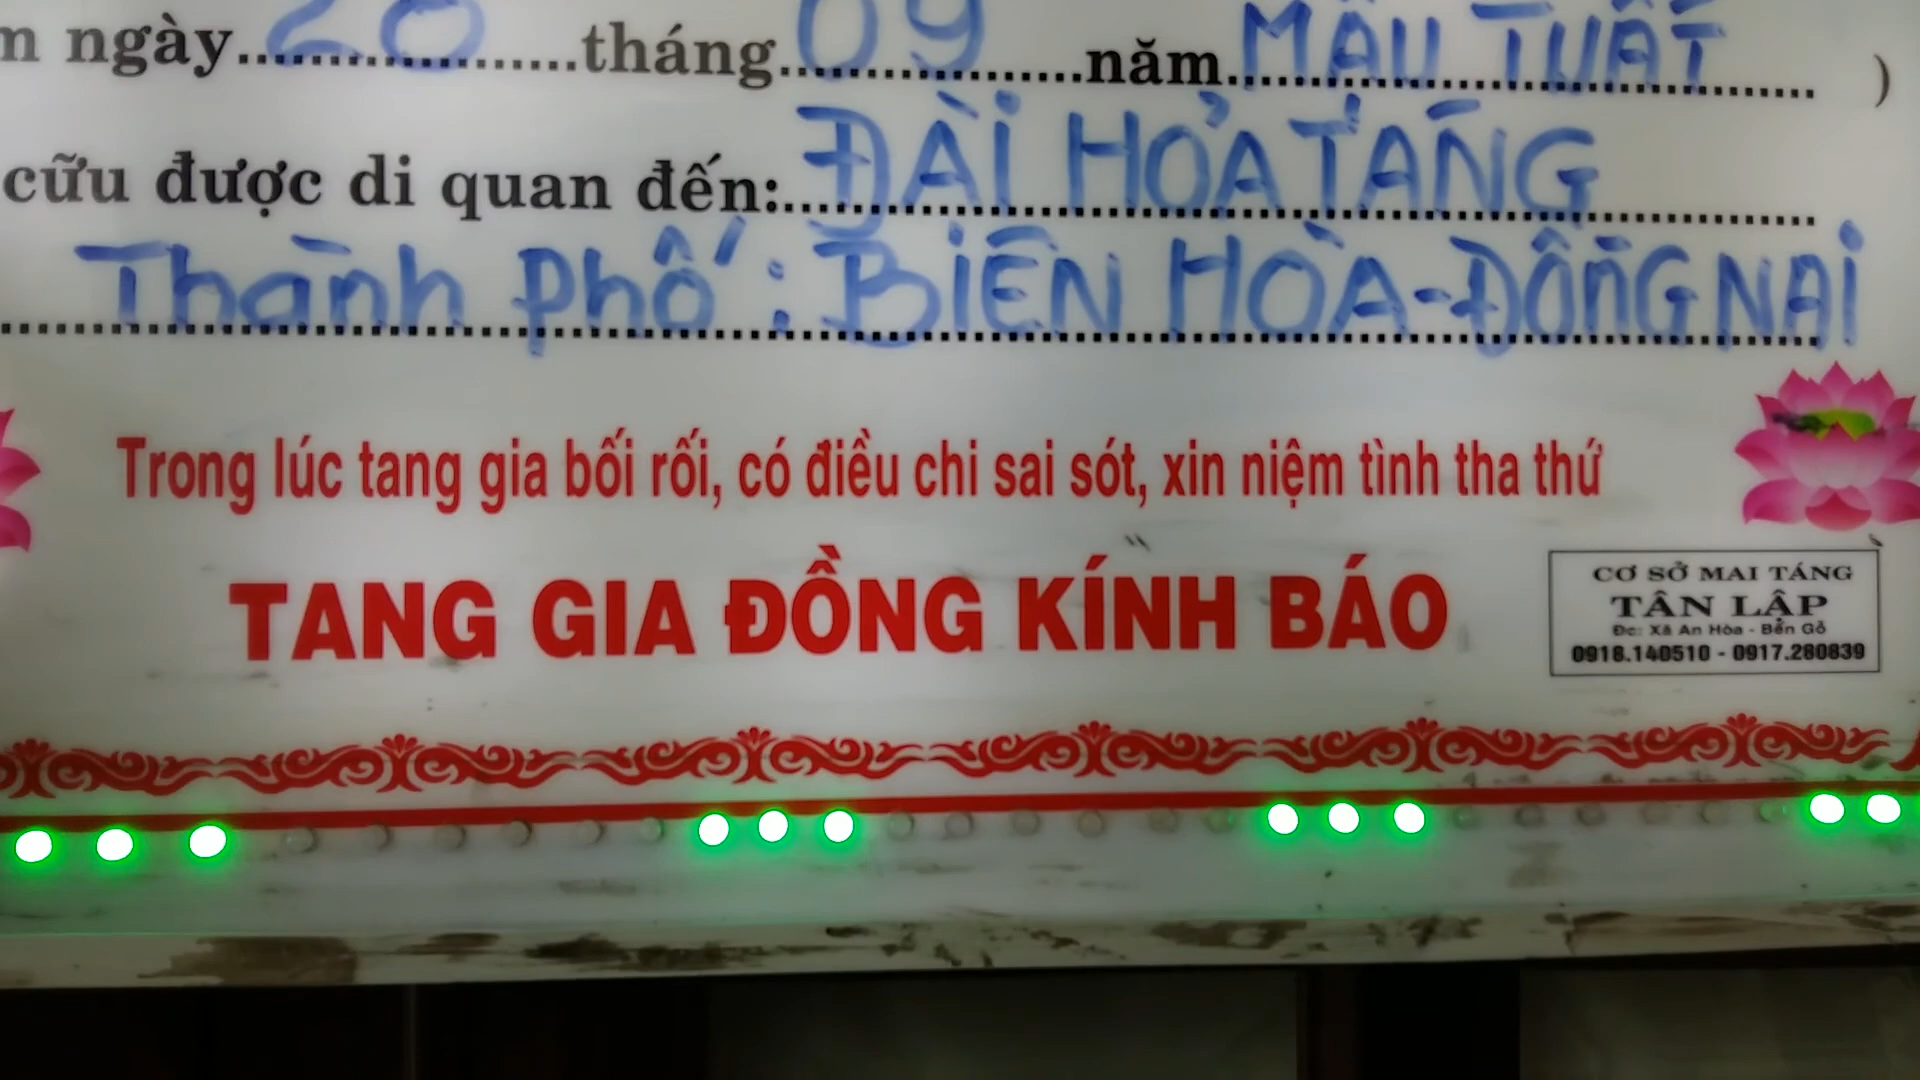 ngày 20 tháng 09 năm MẬU TUẤT )
cữu được di quan đến: ĐÀI HỎA TÁNG
Thành Phố : BIÊN HÒA-ĐỒNG NAI
Trong lúc tang gia bối rối, có điều chi sai sót, xin niệm tình tha thứ
TANG GIA ĐỒNG KÍNH BÁO
CƠ SỞ MAI TÁNG
TÂN LẬP
Đc: Xã An Hòa - Bến Gỗ
0918.140510 - 0917.280839